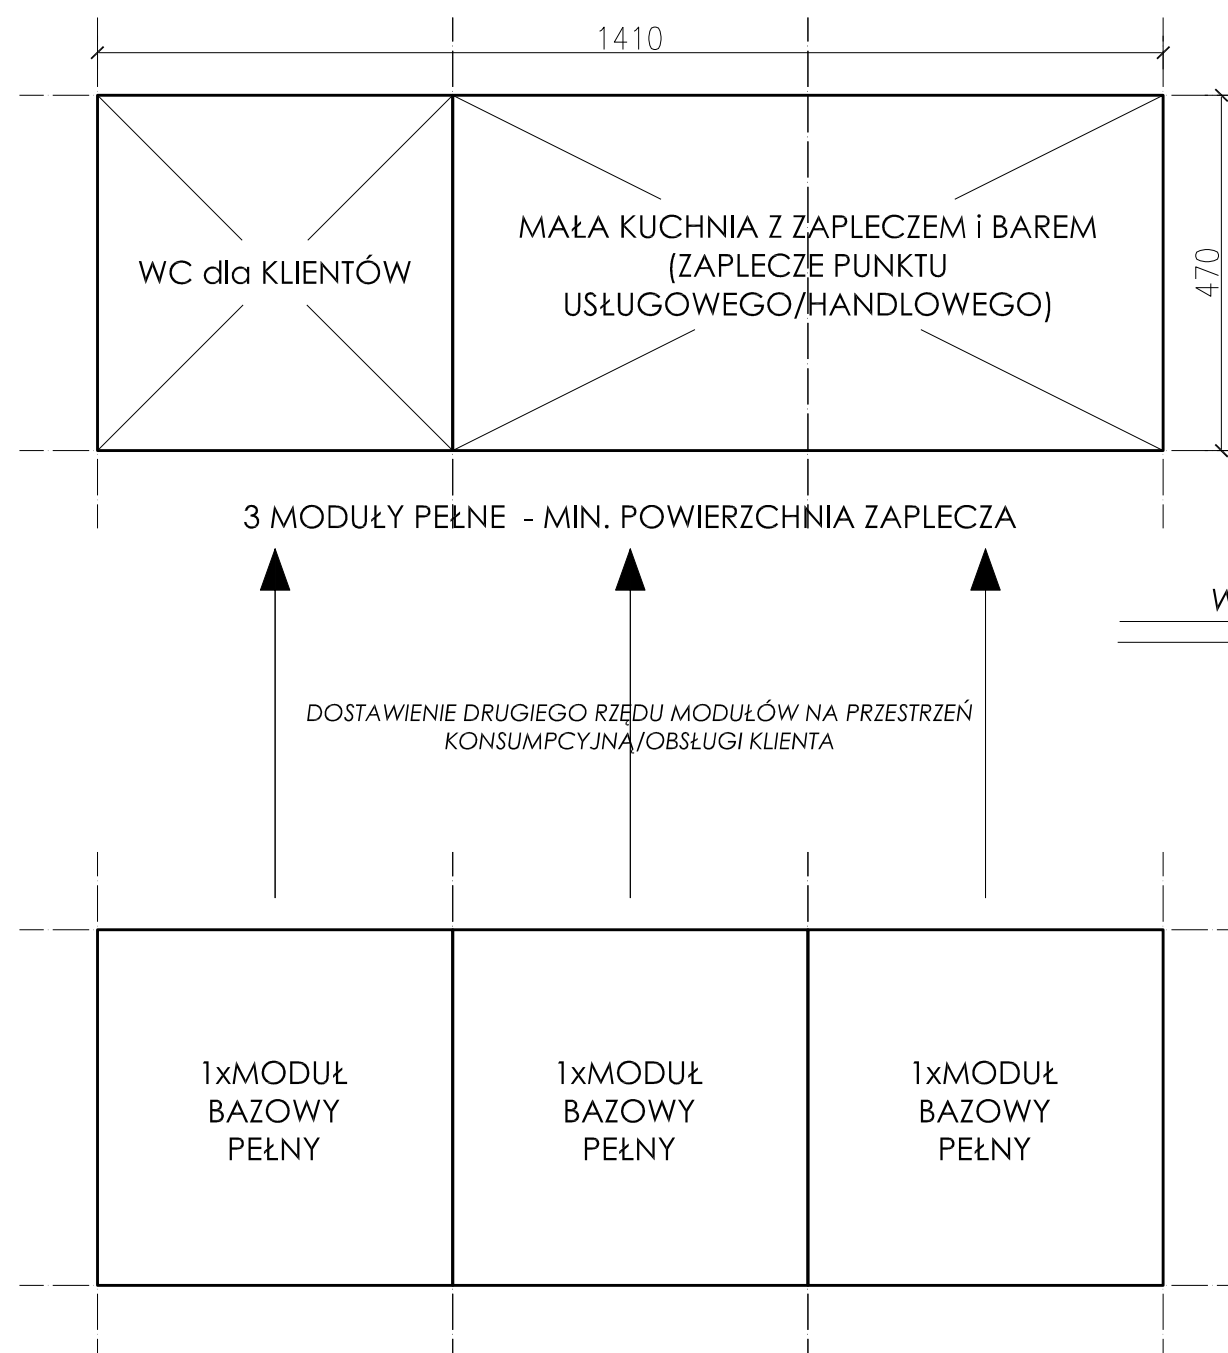 1410
MAŁA KUCHNIA Z ZAPLECZEM i BAREM
(ZAPLECZE PUNKTU
USŁUGOWEGO/HANDLOWEGO)
WC dla KLIENTÓW
470
3 MODUŁY PEŁNE - MIN. POWIERZCHNIA ZAPLECZA
W
DOSTAWIENIE DRUGIEGO RZĘDU MODUŁÓW NA PRZESTRZEŃ
KONSUMPCYJNĄ/OBSŁUGI KLIENTA
1xMODUŁ
BAZOWY
PEŁNY
1xMODUŁ
BAZOWY
PEŁNY
1xMODUŁ
BAZOWY
PEŁNY